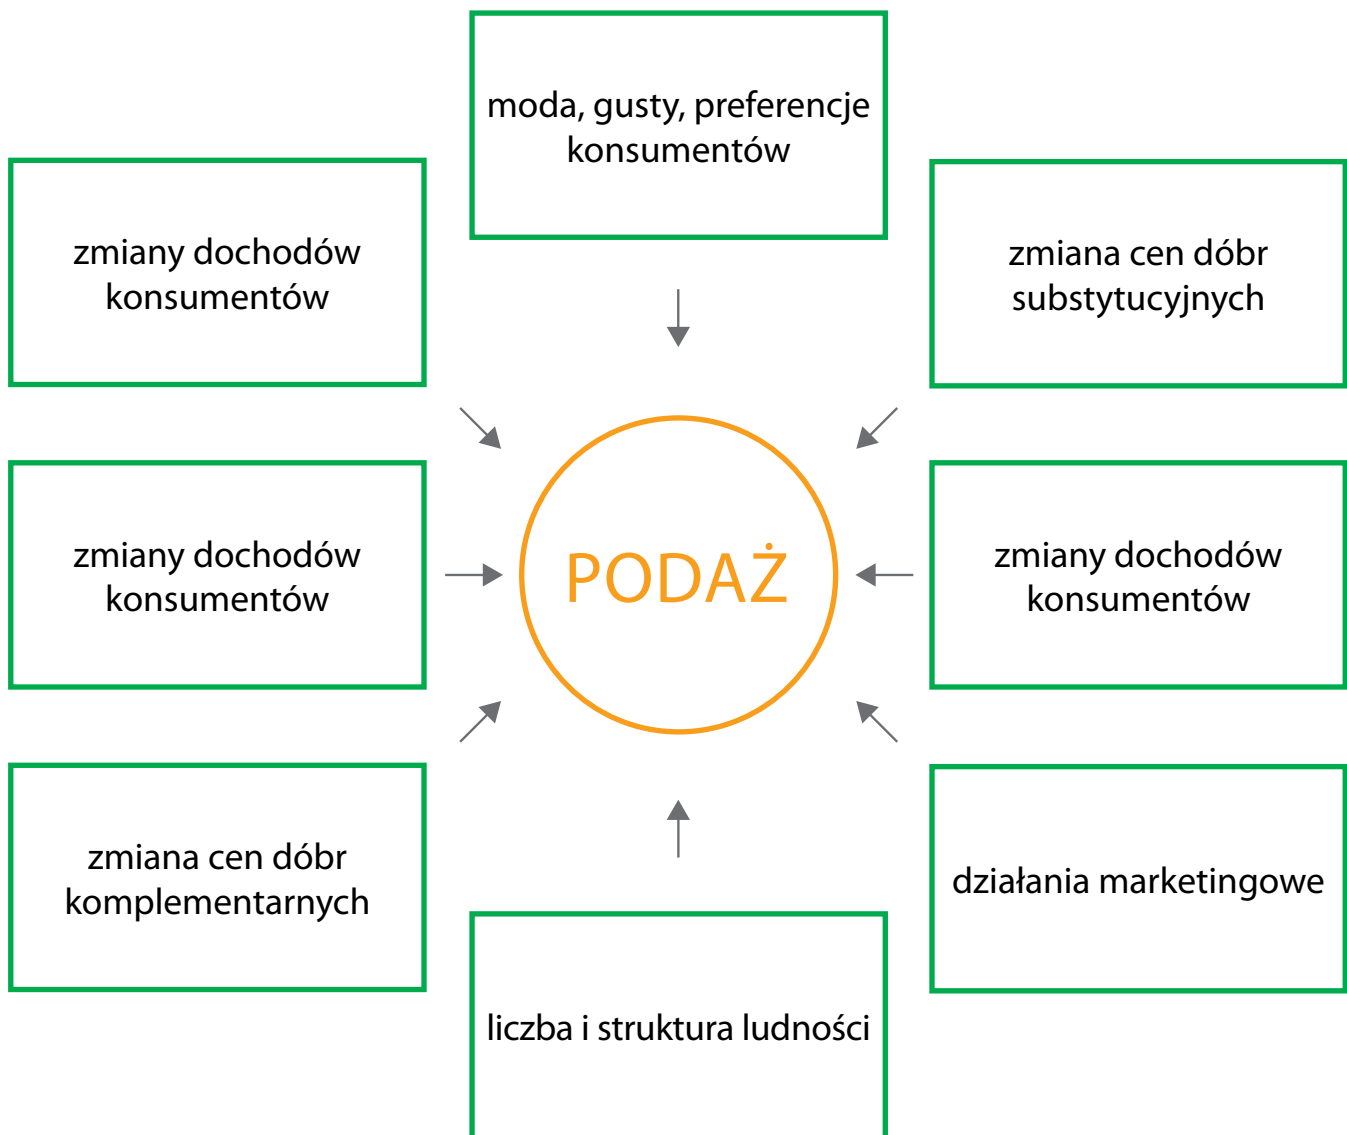 moda, gusty, preferencje
konsumentów
zmiany dochodów
konsumentów
zmiana cen dóbr
substytucyjnych
zmiany dochodów
konsumentów
PODAŻ
zmiany dochodów
konsumentów
zmiana cen dóbr
komplementarnych
działania marketingowe
liczba i struktura ludności